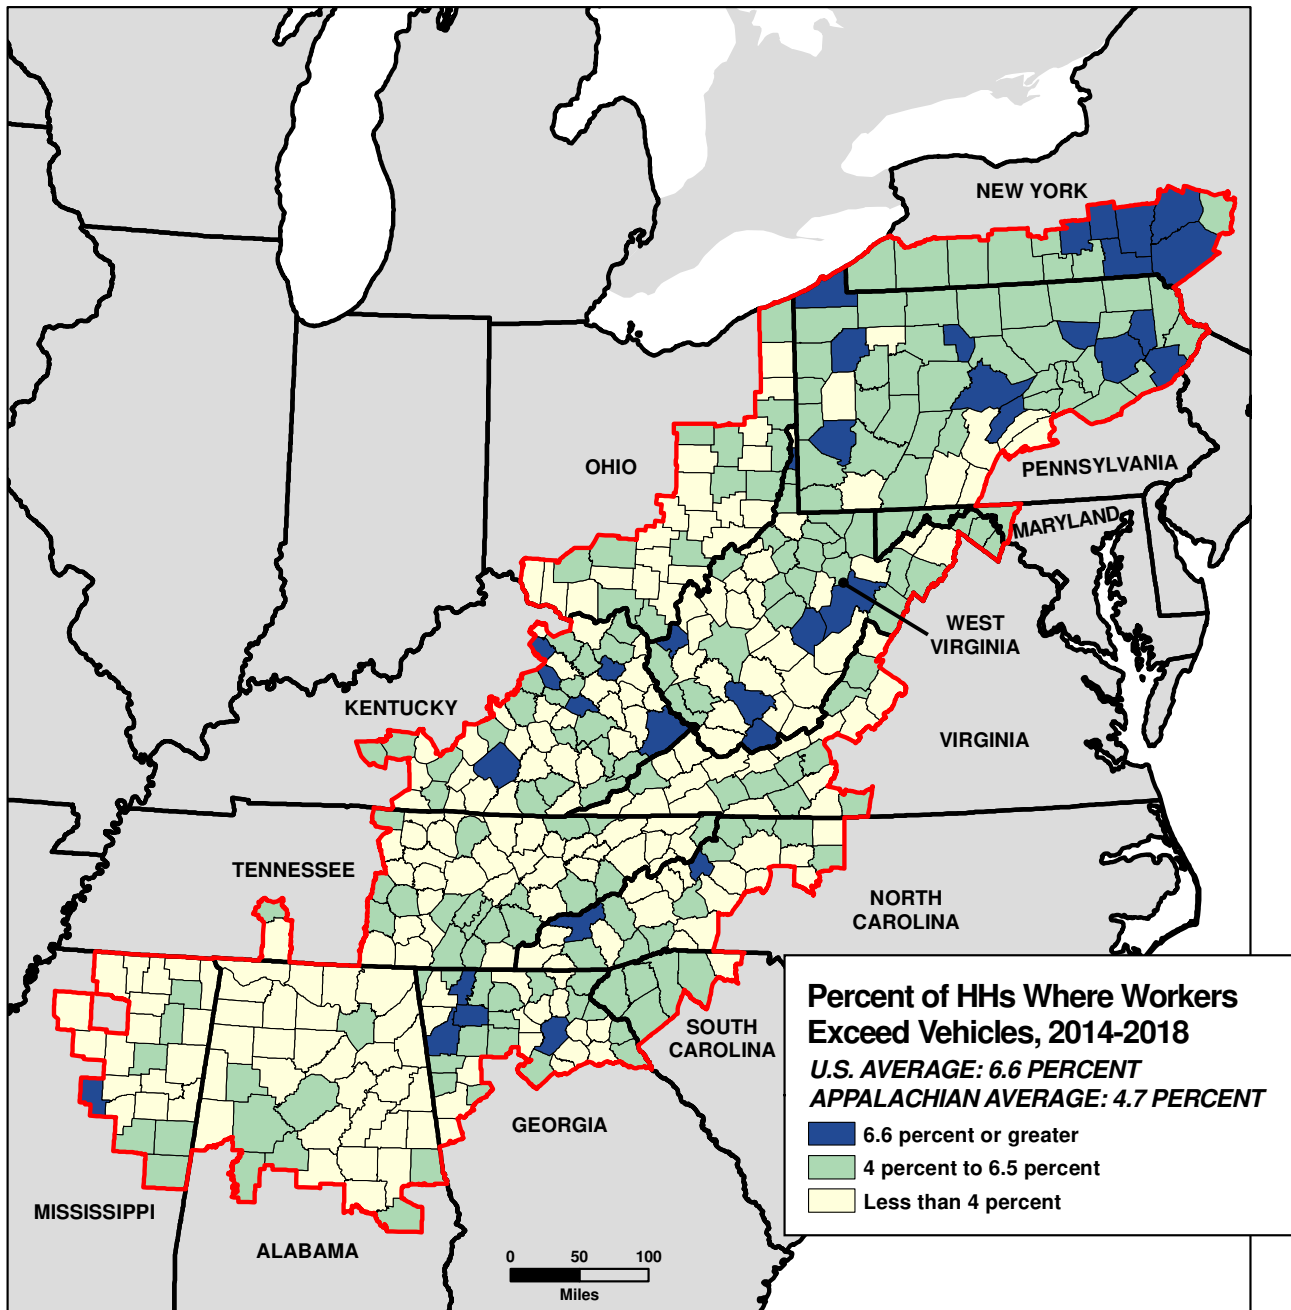 NEW YORK
OHIO
PENNSYLVANIA
MARYLAND
WEST
VIRGINIA
KENTUCKY
VIRGINIA
TENNESSEE
NORTH
CAROLINA
SOUTH
CAROLINA
GEORGIA
MISSISSIPPI
ALABAMA
Percent of HHs Where Workers
Exceed Vehicles, 2014-2018
U.S. AVERAGE: 6.6 PERCENT
APPALACHIAN AVERAGE: 4.7 PERCENT
6.6 percent or greater
4 percent to 6.5 percent
Less than 4 percent
0 50 100
Miles